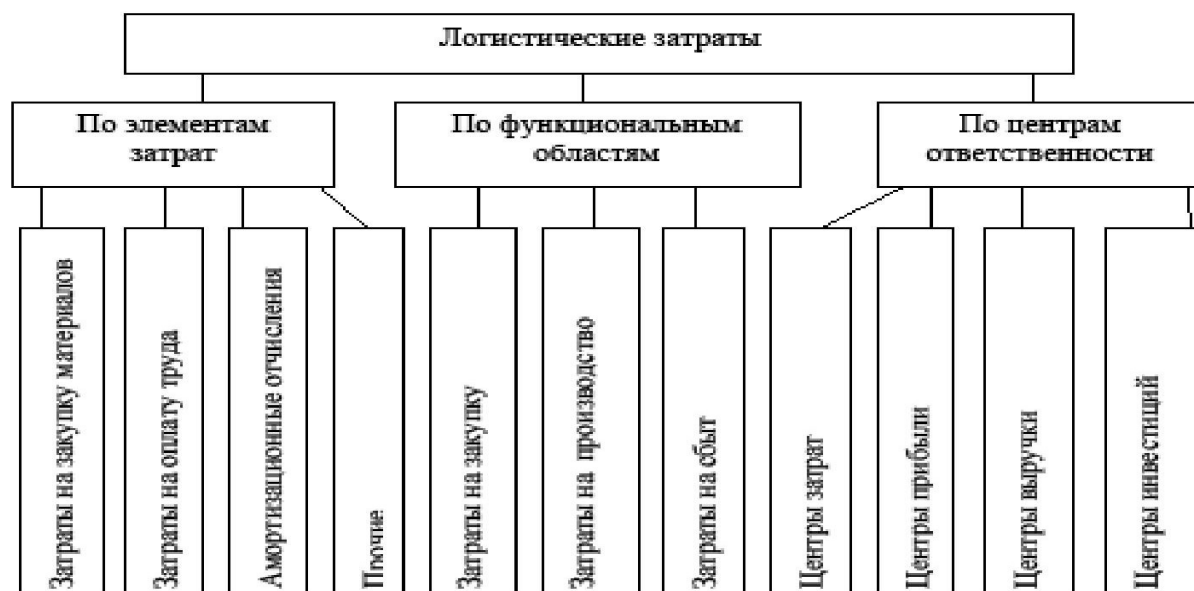 Логистические затраты
По элементам
затрат
По функциональным
областям
По центрам
ответственности
Затраты на закупку материалов
Затраты на оплату труда
Амортизационные отчисления
Прочие
Затраты на закупку
Затраты на производство
Затраты на сбыт
Центры затрат
Центры прибыли
Центры выручки
Центры инвестиций